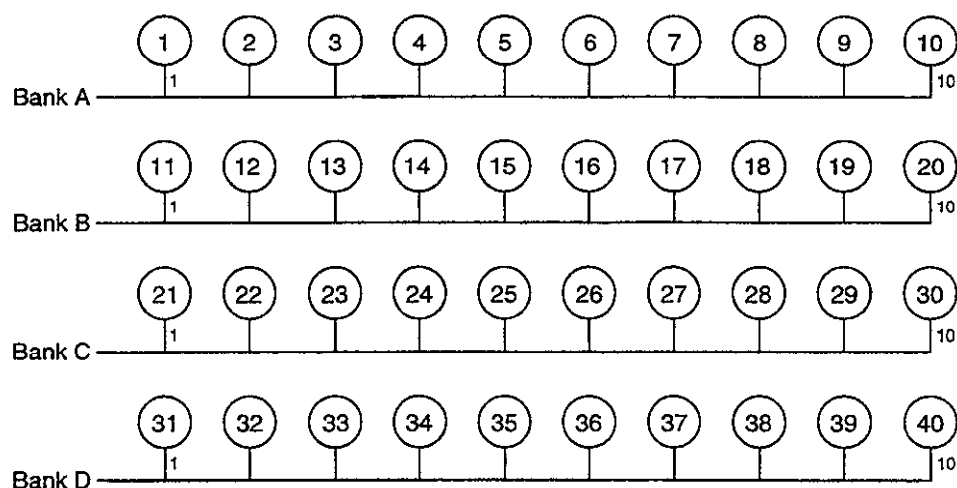 1 2 3 4 5 6 7 8 9 10
1 10
Bank A
11 12 13 14 15 16 17 18 19 20
1 10
Bank B
21 22 23 24 25 26 27 28 29 30
1 10
Bank C
31 32 33 34 35 36 37 38 39 40
1 10
Bank D